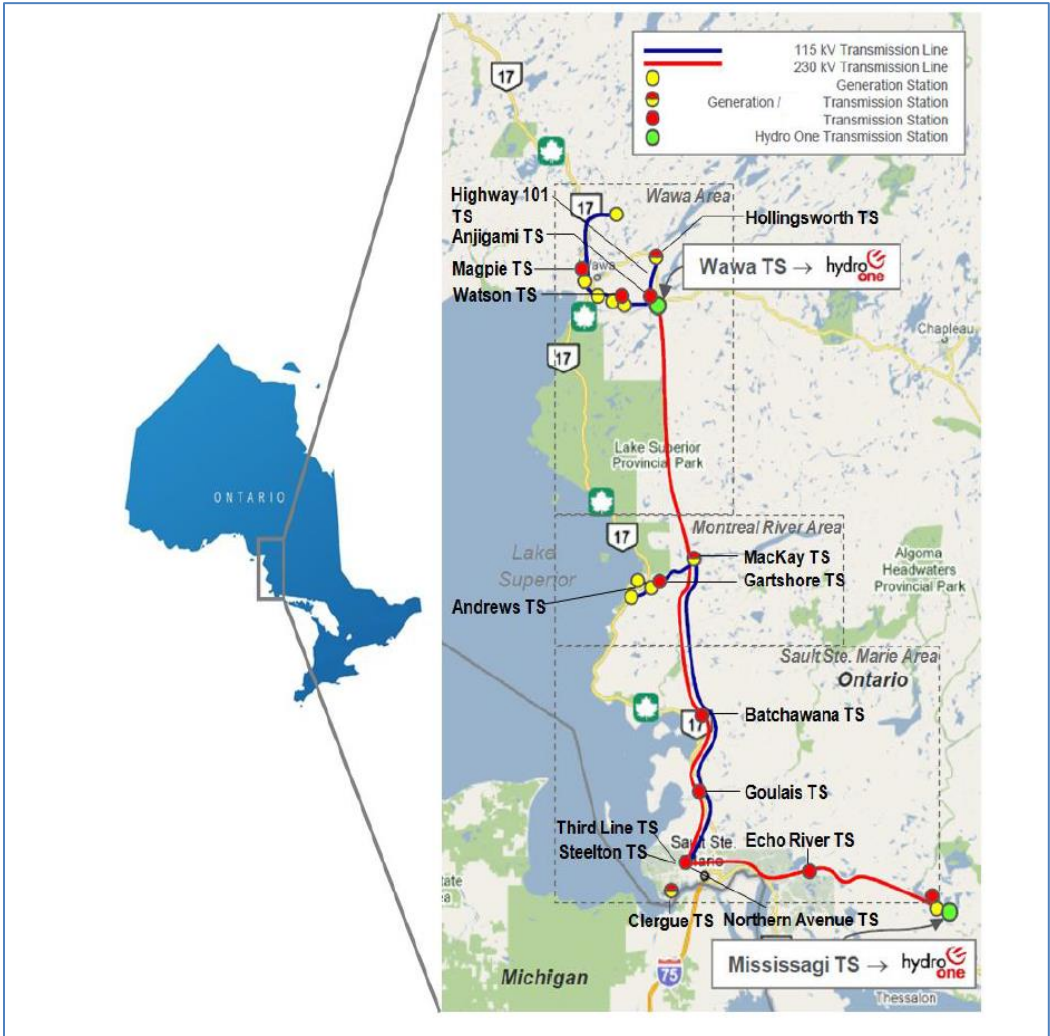 115 kV Transmission Line
230 kV Transmission Line
Generation Station
Generation / Transmission Station
Transmission Station
Hydro One Transmission Station
17
Highway 101
TS
17
Wawa Area
Hollingsworth TS
Anjigami TS
Magpie TS
Wawa
Wawa TS → hydro
one
Watson TS
17
Chapleau
Lake Superior
Provincial Park
ONTARIO
17
Montreal River Area
Lake
Superior
MacKay TS
Gartshore TS
Algoma
Headwaters
Provincial Park
Andrews TS
Sault Ste. Marie Area
Ontario
17
Batchawana TS
Goulais TS
Third Line TS
Sault Ste.
Echo River TS
Steelton TS
Clergue TS
Northern Avenue TS
Michigan
75
Mississagi TS → hydro
one
Thessalon